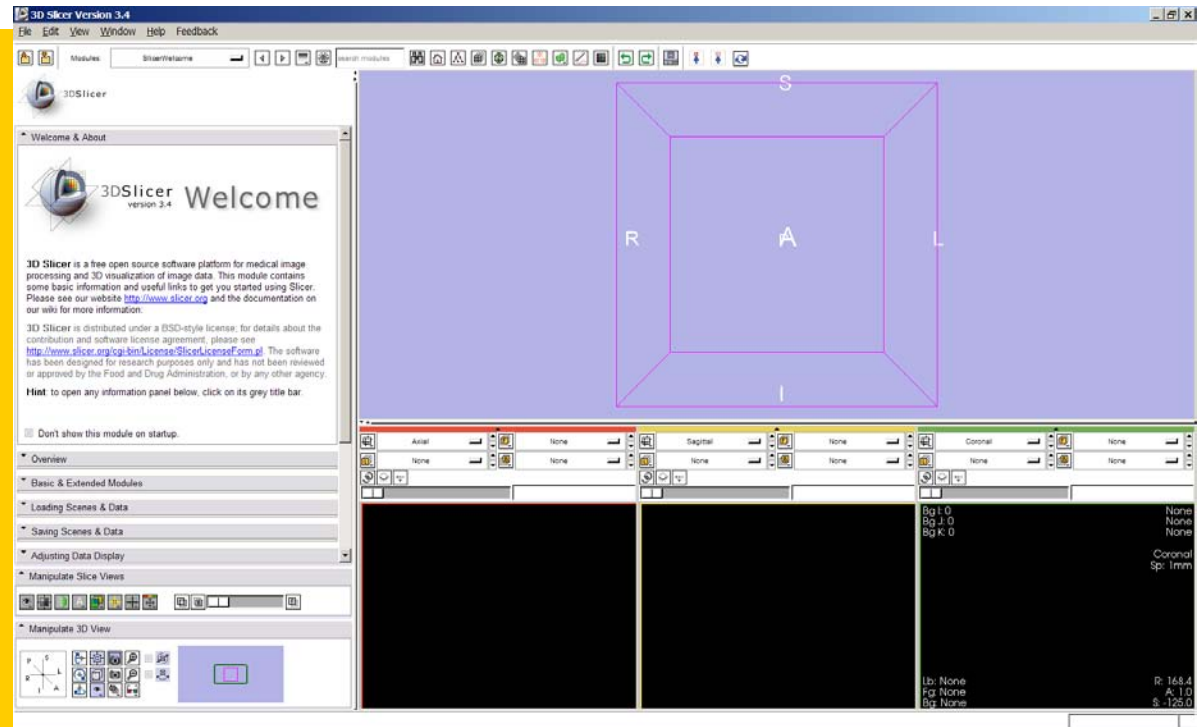 3D Slicer Version 3.4
File Edit View Window Help Feedback
Modules: SlicerWelcome search modules
3DSlicer
Welcome & About
3DSlicer
version 3.4
Welcome
3D Slicer is a free open source software platform for medical image
processing and 3D visualization of image data. This module contains
some basic information and useful links to get you started using Slicer.
Please see our website http://www.slicer.org and the documentation on
our wiki for more information:
3D Slicer is distributed under a BSD-style license; for details about the
contribution and software license agreement, please see
http://www.slicer.org/cgi-bin/License/SlicerLicenseForm.pl. The software
has been designed for research purposes only and has not been reviewed
or approved by the Food and Drug Administration, or by any other agency.
Hint: to open any information panel below, click on its grey title bar.
Don't show this module on startup.
Overview
Basic & Extended Modules
Loading Scenes & Data
Saving Scenes & Data
Adjusting Data Display
Manipulate Slice Views
Manipulate 3D View
P S
R L
I A
S
R A L
I
Axial None
None None
Sagittal None
None None
Coronal None
None None
Bg I: 0 None
Bg J: 0 None
Bg K: 0 None
Coronal
Sp: 1mm
Lb: None R: 168.4
Fg: None A: 1.0
Bg: None S: -125.0